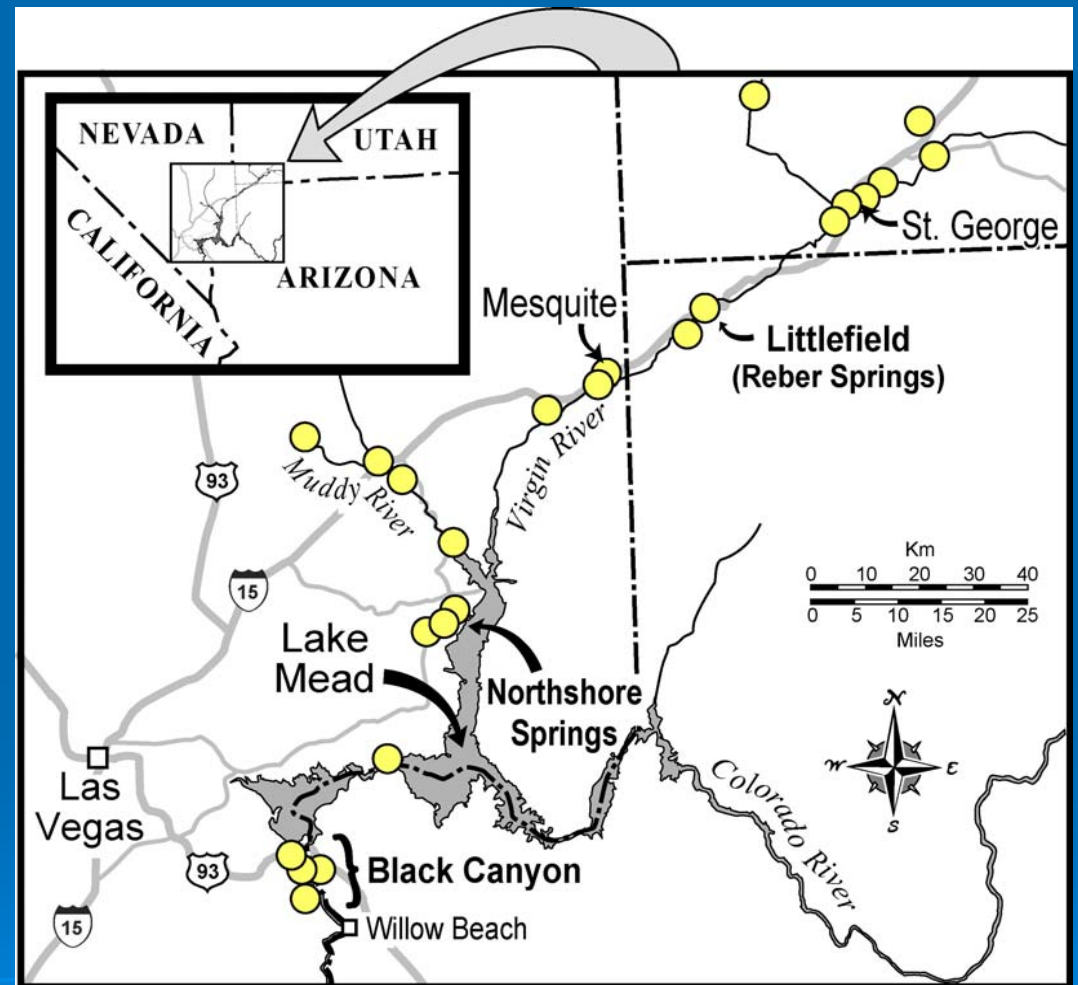 NEVADA
UTAH
CALIFORNIA
ARIZONA
St. George
Mesquite
Littlefield
(Reber Springs)
Virgin River
Muddy River
93
15
Km
0 10 20 30 40
0 5 10 15 20 25
Miles
Lake
Mead
Northshore
Springs
N
W E
S
Las
Vegas
Colorado River
93
Black Canyon
15
Willow Beach